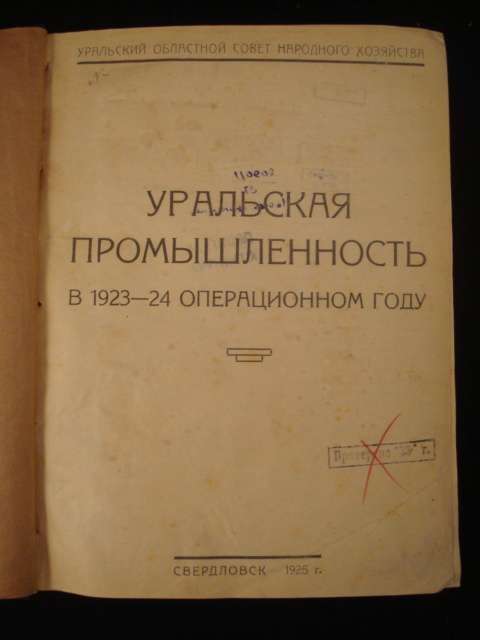 УРАЛЬСКИЙ ОБЛАСТНОЙ СОВЕТ НАРОДНОГО ХОЗЯЙСТВА
УРАЛЬСКАЯ
ПРОМЫШЛЕННОСТЬ
В 1923—24 ОПЕРАЦИОННОМ ГОДУ
г.
СВЕРДЛОВСК 1925 г.